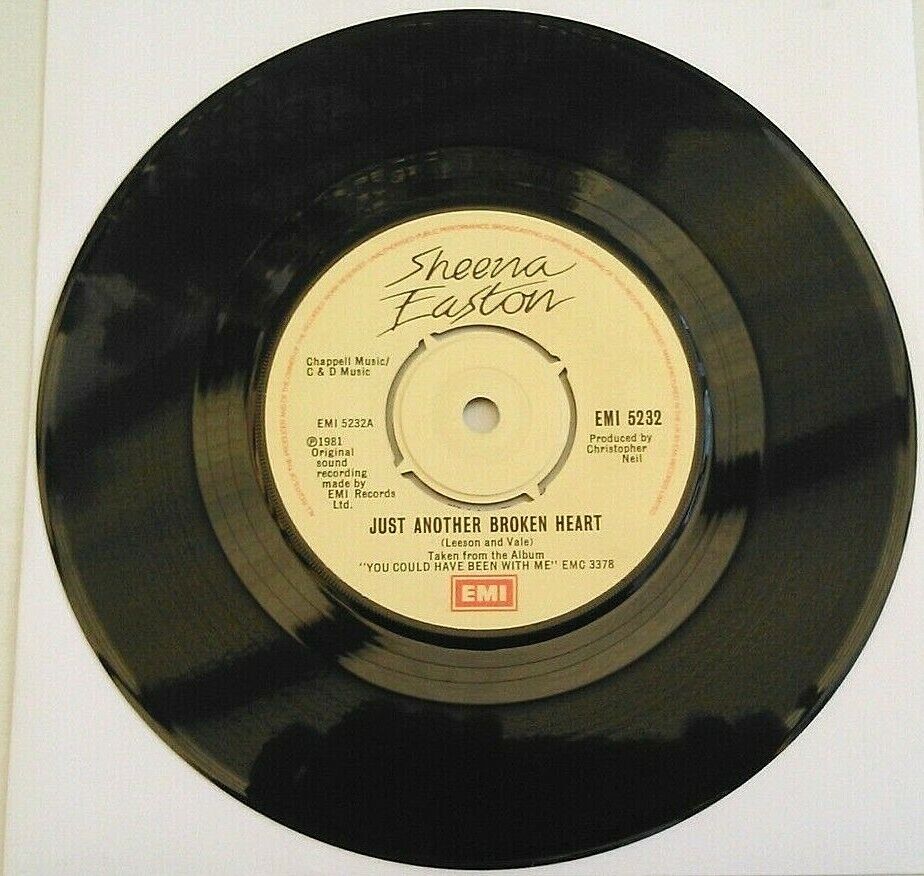 Sheena
Easton
Chappell Music/
C & D Music
EMI 5232A
℗1981
Original
sound
recording
made by
EMI Records
Ltd.
EMI 5232
Produced by
Christopher
Neil
JUST ANOTHER BROKEN HEART
(Leeson and Vale)
Taken from the Album
"YOU COULD HAVE BEEN WITH ME" EMC 3378
EMI